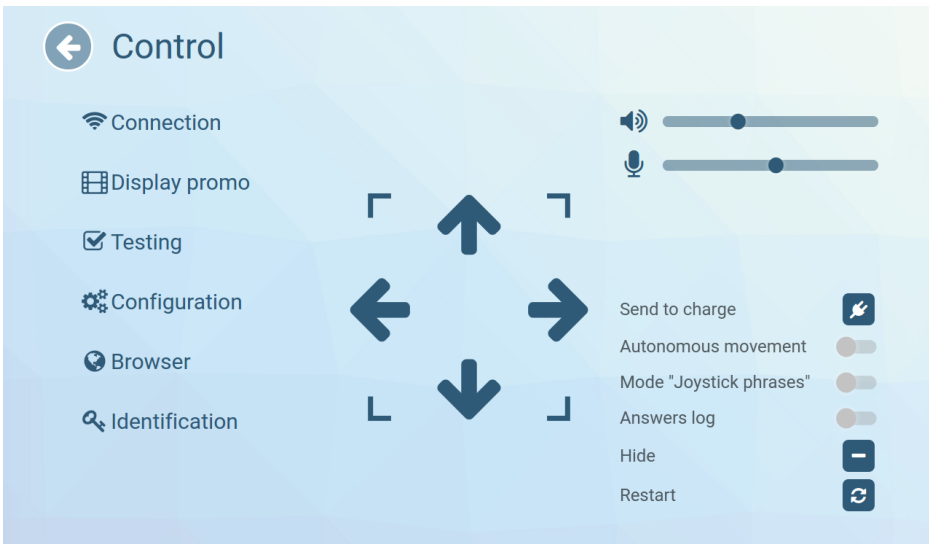 Control
Connection
Display promo
Testing
Configuration
Browser
Identification
Send to charge
Autonomous movement
Mode "Joystick phrases"
Answers log
Hide
Restart